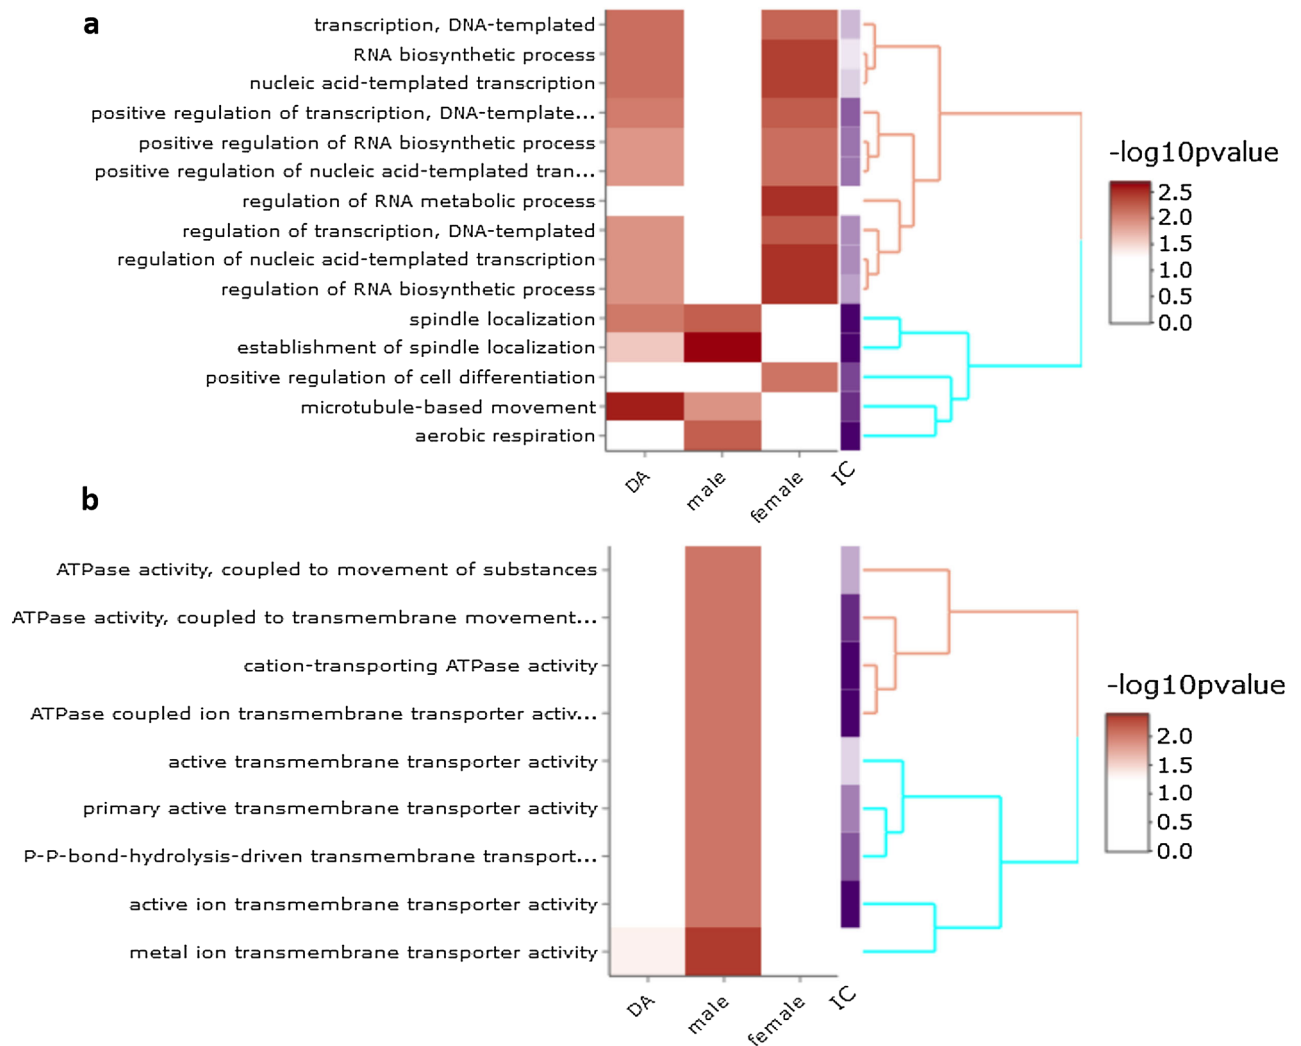 a
transcription, DNA-templated
RNA biosynthetic process
nucleic acid-templated transcription
positive regulation of transcription, DNA-template...
positive regulation of RNA biosynthetic process
positive regulation of nucleic acid-templated tran...
regulation of RNA metabolic process
regulation of transcription, DNA-templated
regulation of nucleic acid-templated transcription
regulation of RNA biosynthetic process
spindle localization
establishment of spindle localization
positive regulation of cell differentiation
microtubule-based movement
aerobic respiration
DA
male
female
IC
-log10pvalue
2.5
2.0
1.5
1.0
0.5
0.0
b
ATPase activity, coupled to movement of substances
ATPase activity, coupled to transmembrane movement...
cation-transporting ATPase activity
ATPase coupled ion transmembrane transporter activ...
active transmembrane transporter activity
primary active transmembrane transporter activity
P-P-bond-hydrolysis-driven transmembrane transport...
active ion transmembrane transporter activity
metal ion transmembrane transporter activity
DA
male
female
IC
-log10pvalue
2.0
1.5
1.0
0.5
0.0